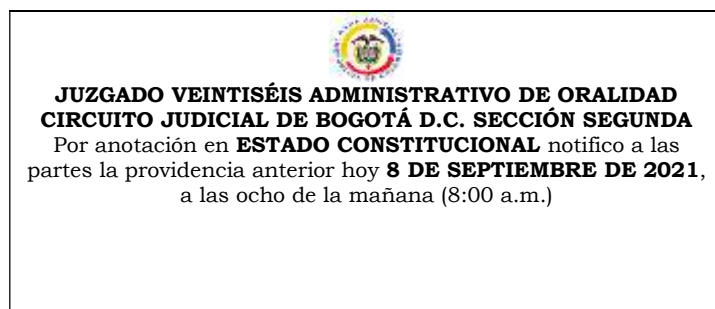 JUZGADO VEINTISÉIS ADMINISTRATIVO DE ORALIDAD
CIRCUITO JUDICIAL DE BOGOTÁ D.C. SECCIÓN SEGUNDA
Por anotación en ESTADO CONSTITUCIONAL notifico a las
partes la providencia anterior hoy 8 DE SEPTIEMBRE DE 2021,
a las ocho de la mañana (8:00 a.m.)